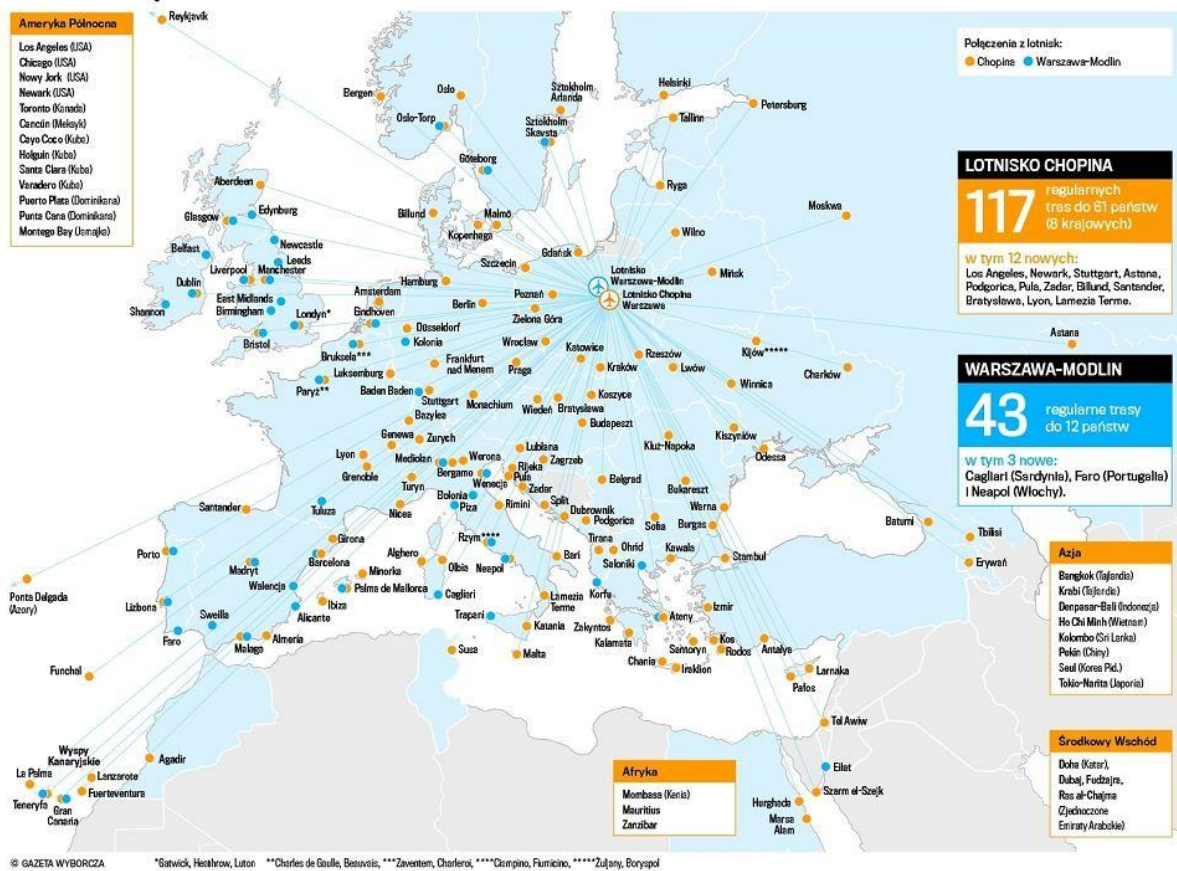 Ameryka Północna
Los Angeles (USA)
Chicago (USA)
Nowy Jork (USA)
Newark (USA)
Toronto (Kanada)
Cancún (Meksyk)
Cayo Coco (Kuba)
Holguin (Kuba)
Santa Clara (Kuba)
Varadero (Kuba)
Puerto Plata (Dominikana)
Punta Cana (Dominikana)
Montego Bay (Jamajka)
Połączenia z lotnisk:
Chopina
Warszawa-Modlin
LOTNISKO CHOPINA
117
regularnych
tras do 61 państw
(8 krajowych)
w tym 12 nowych:
Los Angeles, Newark, Stuttgart, Astana,
Podgorica, Pula, Zadar, Billund, Santander,
Bratysława, Lyon, Lamezia Terme.
WARSZAWA-MODLIN
43
regularne trasy
do 12 państw
w tym 3 nowe:
Cagliari (Sardynia), Faro (Portugalia)
i Neapol (Włochy).
Reykjavík
Bergen
Oslo
Oslo-Torp
Sztokholm
Arlanda
Sztokholm
Skavsta
Helsinki
Tallinn
Petersburg
Göteborg
Ryga
Moskwa
Aberdeen
Glasgow
Edynburg
Billund
Malmö
Kopenhaga
Wilno
Belfast
Newcastle
Leeds
Gdańsk
Szczecin
Mińsk
Liverpool
Manchester
Dublin
Hamburg
Lotnisko
Warszawa-Modlin
Lotnisko Chopina
Warszawa
Shannon
East Midlands
Birmingham
Londyn*
Bristol
Amsterdam
Eindhoven
Berlin
Poznań
Zielona Góra
Astana
Düsseldorf
Kolonia
Bruksela***
Wrocław
Katowice
Rzeszów
Kijów*****
Luksemburg
Frankfurt
nad Menem
Praga
Kraków
Lwów
Charków
Paryż**
Baden Baden
Stuttgart
Monachium
Wiedeń
Bratysława
Koszyce
Winnica
Bazylea
Budapeszt
Genewa
Zurych
Kluż-Napoka
Kiszyniów
Odessa
Lyon
Grenoble
Mediolan
Bergamo
Werona
Wenecja
Lublana
Zagrzeb
Rijeka
Pula
Zadar
Turyn
Belgrad
Bukareszt
Santander
Tuluza
Nicea
Bolonia
Piza
Rimini
Split
Dubrownik
Podgorica
Sofia
Warna
Burgas
Batumi
Tbilisi
Erywań
Porto
Girona
Barcelona
Madryt
Rzym****
Alghero
Olbia
Neapol
Bari
Tirana
Ohrid
Saloniki
Kawala
Stambuł
Ponta Delgada
(Azory)
Minorka
Palma de Mallorca
Walencja
Cagliari
Korfu
Lizbona
Sweilla
Alicante
Ibiza
Trapani
Lamezia
Terme
Ateny
Izmir
Faro
Malaga
Almeria
Katania
Zakyntos
Kalamata
Santoryn
Kos
Rodos
Antalya
Funchal
Susa
Malta
Chania
Iraklion
Larnaka
Pafos
Tel Awiw
Agadir
Wyspy
Kanaryjskie
La Palma
Lanzarote
Teneryfa
Fuerteventura
Gran
Canaria
Eilat
Szarm el-Szejk
Hurghada
Marsa
Alam
Afryka
Mombasa (Kenia)
Mauritius
Zanzibar
Azja
Bangkok (Tajlandia)
Krabi (Tajlandia)
Denpasar-Bali (Indonezja)
Ho Chi Minh (Wietnam)
Kolombo (Sri Lanka)
Pekin (Chiny)
Seul (Korea Płd.)
Tokio-Narita (Japonia)
Środkowy Wschód
Doha (Katar),
Dubaj, Fudżajra,
Ras al-Chajma
(Zjednoczone
Emiraty Arabskie)
© GAZETA WYBORCZA
*Gatwick, Heathrow, Luton **Charles de Gaulle, Beauvais, ***Zaventem, Charleroi, ****Ciampino, Fiumicino, *****Żuljany, Boryspol